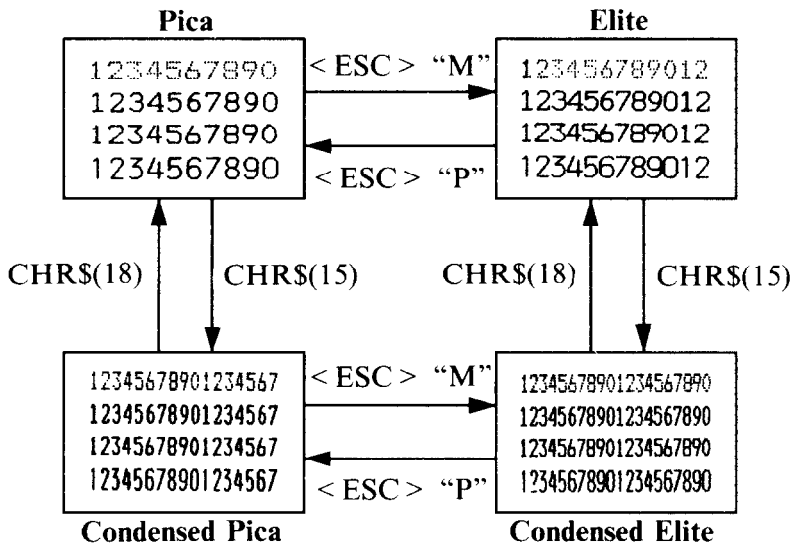 Pica
Elite
1234567890
1234567890
1234567890
1234567890
< ESC > “M”
< ESC > “P”
123456789012
123456789012
123456789012
123456789012
CHR$(18)
CHR$(15)
CHR$(18)
CHR$(15)
12345678901234567
12345678901234567
12345678901234567
12345678901234567
< ESC > “M”
< ESC > “P”
12345678901234567890
12345678901234567890
12345678901234567890
12345678901234567890
Condensed Pica
Condensed Elite